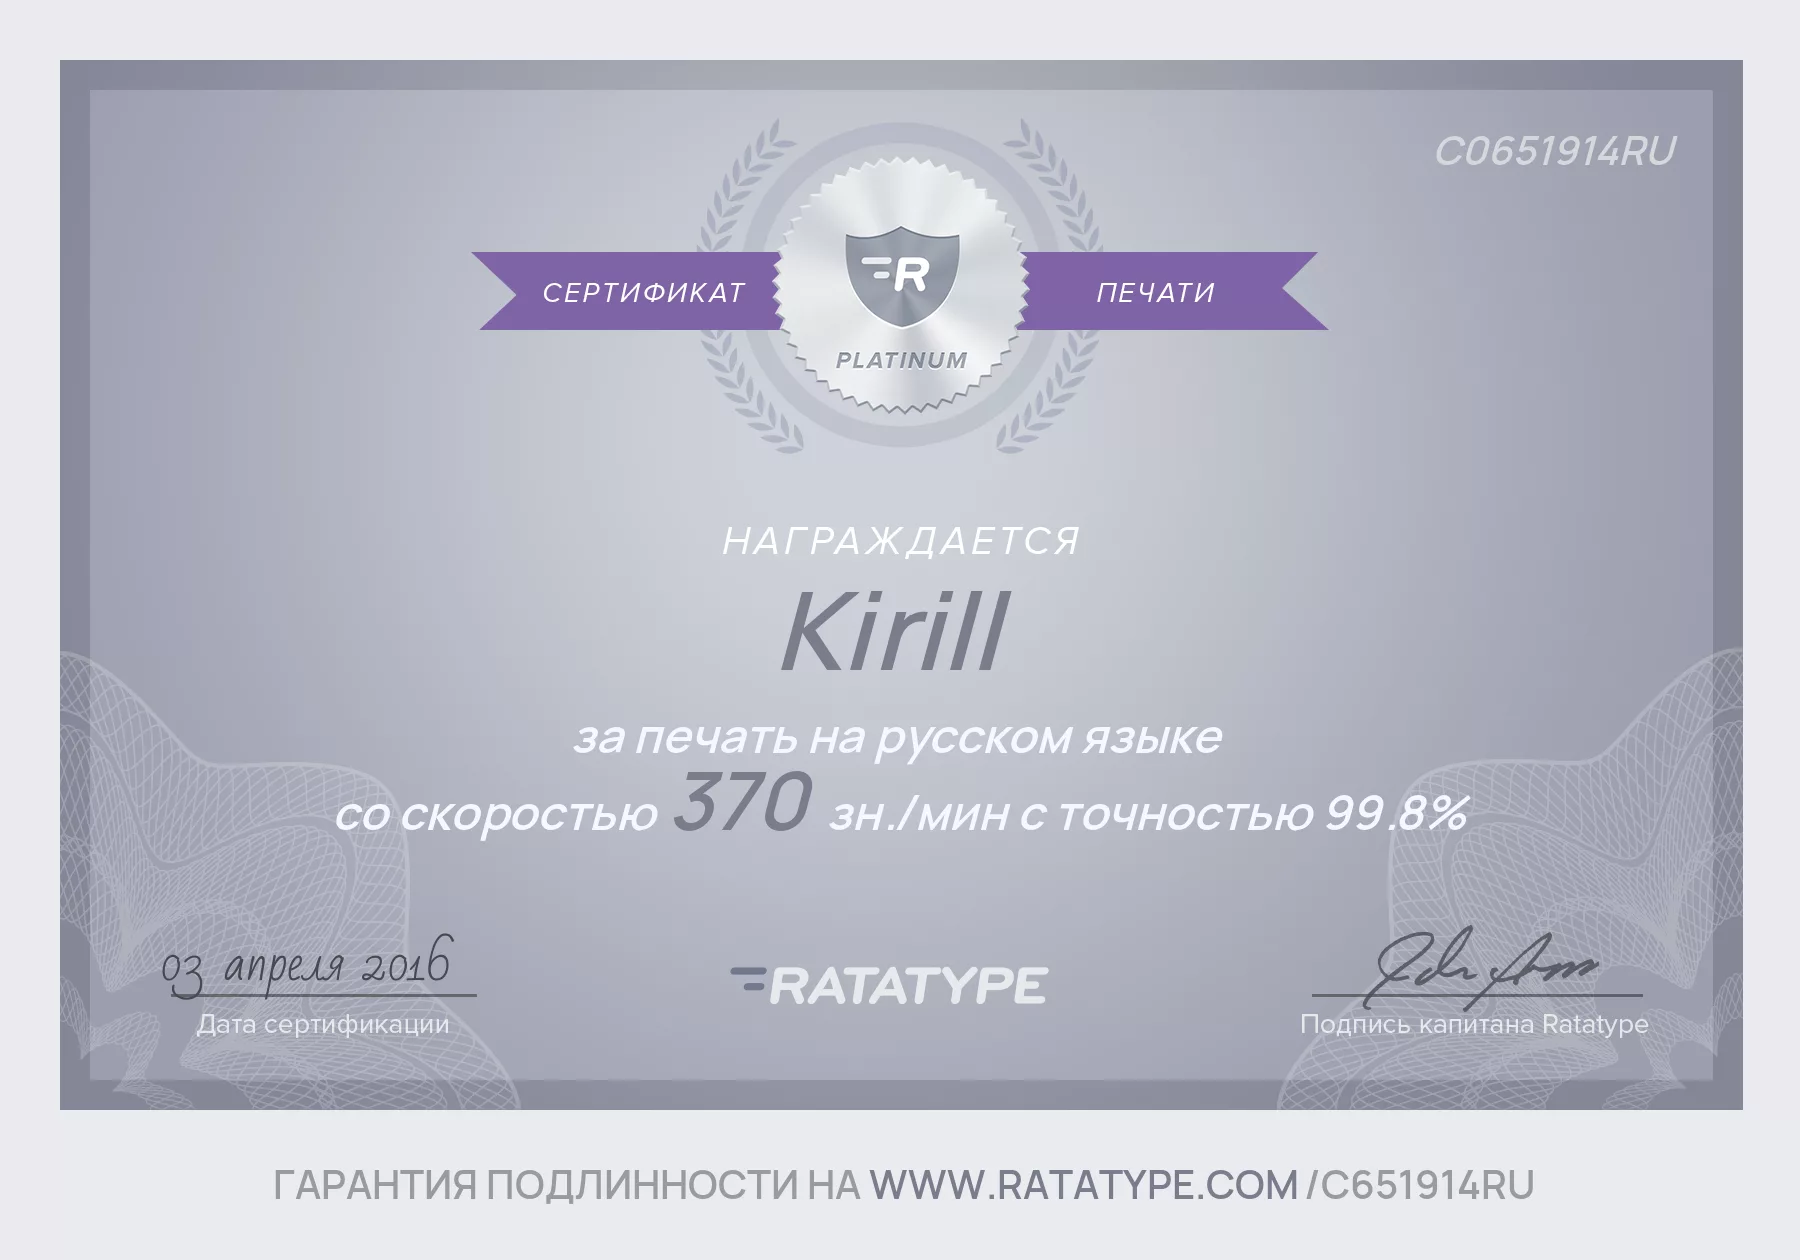 C0651914RU
СЕРТИФИКАТ ПЕЧАТИ
R
PLATINUM
НАГРАЖДАЕТСЯ
Kirill
за печать на русском языке
со скоростью 370 зн./мин с точностью 99.8%
03 апреля 2016
Дата сертификации
RATATYPE
Подпись капитана Ratatype
ГАРАНТИЯ ПОДЛИННОСТИ НА WWW.RATATYPE.COM/C651914RU